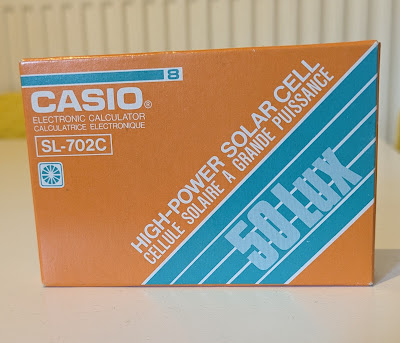 8
CASIO®
ELECTRONIC CALCULATOR
CALCULATRICE ELECTRONIQUE
SL-702C
HIGH-POWER SOLAR CELL
CELLULE SOLAIRE A GRANDE PUISSANCE
50-LUX